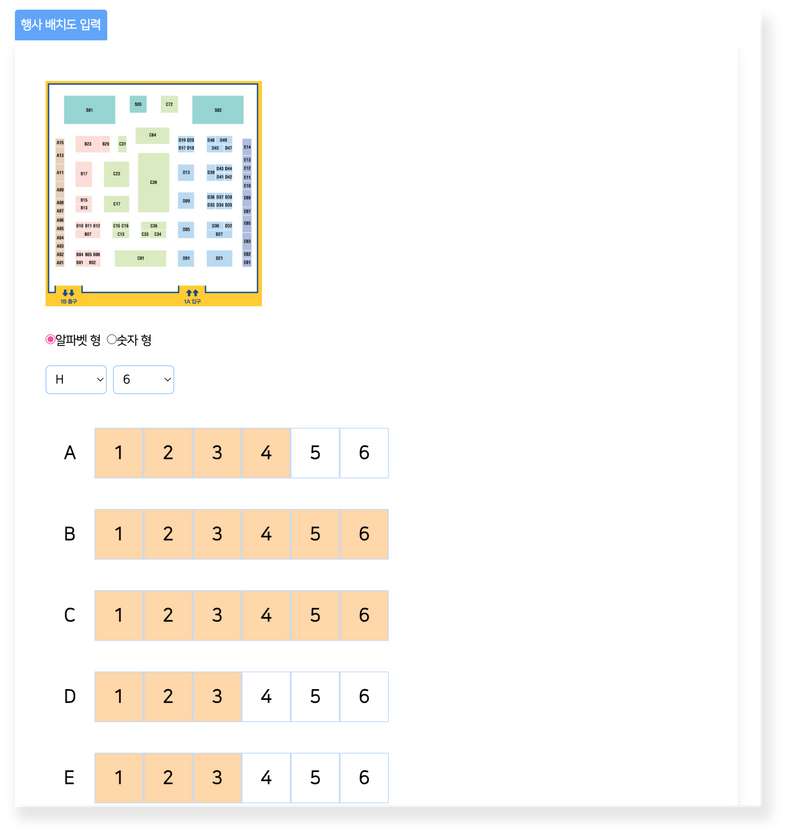 행사 배치도 입력
S01 S03 C72 S02
C64
A15 B23 B29 C31 D19 D20 D46 D48 E14
D17 D18 D45 D47
A13 E13
A11 B17 C23 C39 D13 D39 D43 D44 E12
D41 D42 E11
A09 E10
B15 D36 D37 D38
A08 B13 C17 D09 D33 D34 D35
A07 E07
A06
A05 B10 B11 B12 C15 C16 C36 D05 D30 D32 E05
A04 B07 C13 C33 C34 D27
A03 E03
A02 B04 B05 B06 C01 D01 D21 E02
A01 B01 B02 E01
1B 출구 1A 입구
알파벳 형 숫자 형
H 6
A 1 2 3 4 5 6
B 1 2 3 4 5 6
C 1 2 3 4 5 6
D 1 2 3 4 5 6
E 1 2 3 4 5 6